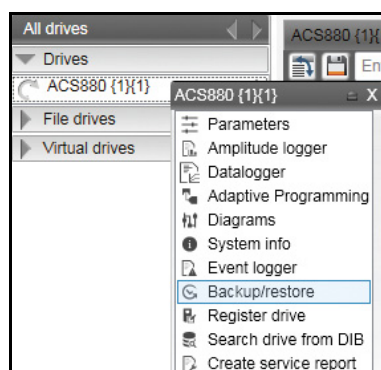 All drives
ACS880 {1}{
Drives
En
ACS880 {1}{1}
ACS880 {1}{1}
X
File drives
Parameters
Virtual drives
Amplitude logger
Datalogger
Adaptive Programming
Diagrams
System info
Event logger
Backup/restore
Register drive
Search drive from DIB
Create service report